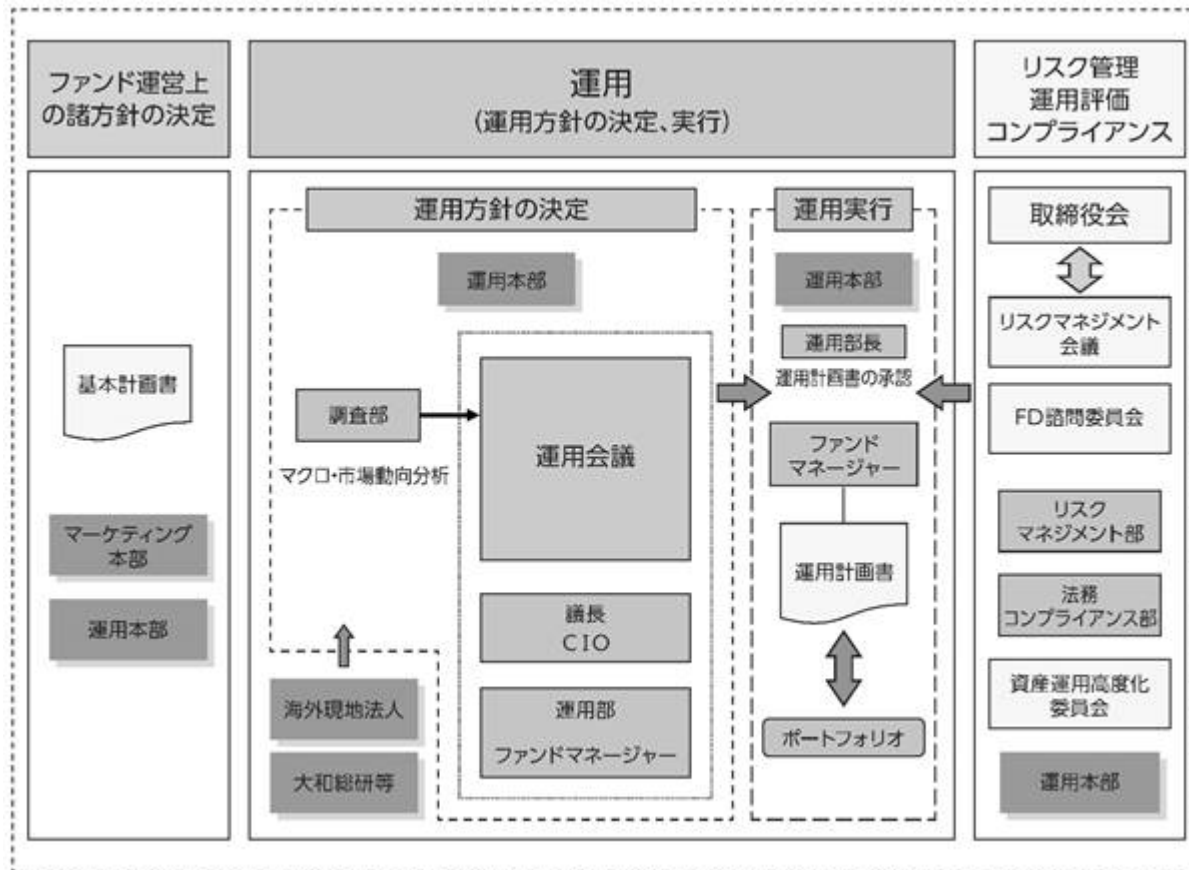 ファンド運営上
の諸方針の決定
運用
(運用方針の決定、実行)
リスク管理
運用評価
コンプライアンス
基本計画書
マーケティング
本部
運用本部
運用方針の決定
運用本部
調査部
マクロ・市場動向分析
運用会議
議長
CIO
運用部
ファンドマネージャー
海外現地法人
大和総研等
運用実行
運用本部
運用部長
運用計画書の承認
ファンド
マネージャー
運用計画書
ポートフォリオ
取締役会
リスクマネジメント
会議
FD諮問委員会
リスク
マネジメント部
法務
コンプライアンス部
資産運用高度化
委員会
運用本部